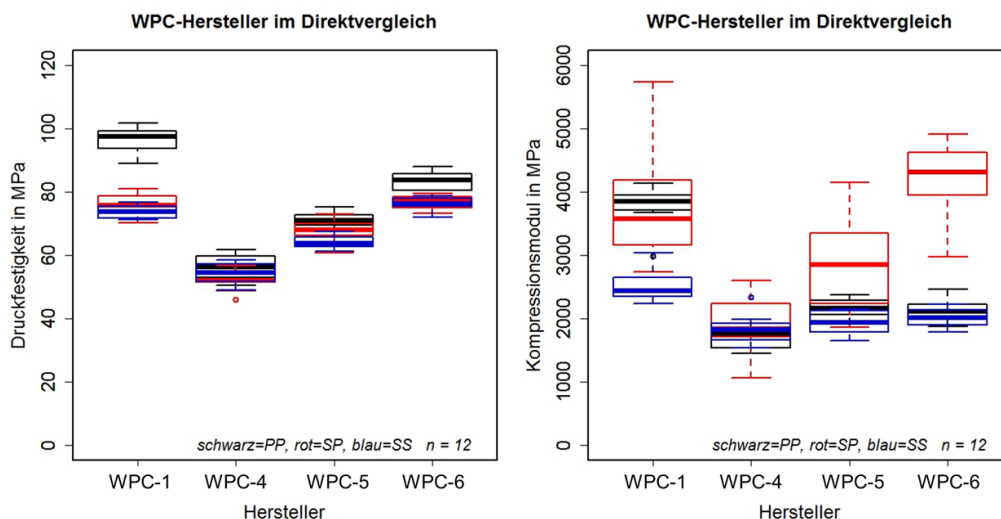 WPC-Hersteller im Direktvergleich
Druckfestigkeit in MPa
120
100
80
60
40
20
0
schwarz=PP, rot=SP, blau=SS n = 12
WPC-1 WPC-4 WPC-5 WPC-6
Hersteller
WPC-Hersteller im Direktvergleich
Kompressionsmodul in MPa
6000
5000
4000
3000
2000
1000
0
schwarz=PP, rot=SP, blau=SS n = 12
WPC-1 WPC-4 WPC-5 WPC-6
Hersteller